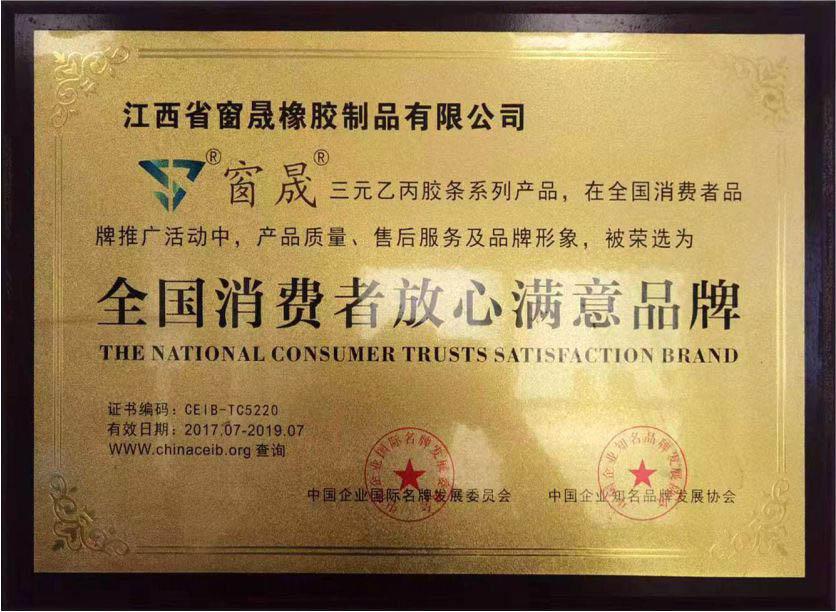 江西省窗晟橡胶制品有限公司
® 窗晟® 三元乙丙胶条系列产品，在全国消费者品
牌推广活动中，产品质量、售后服务及品牌形象，被荣选为
全国消费者放心满意品牌
THE NATIONAL CONSUMER TRUSTS SATISFACTION BRAND
证书编码：CEIB-TC5220
有效日期：2017.07-2019.07
WWW.chinaceib.org 查询
中国企业国际名牌发展委员会
中国企业知名品牌发展协会